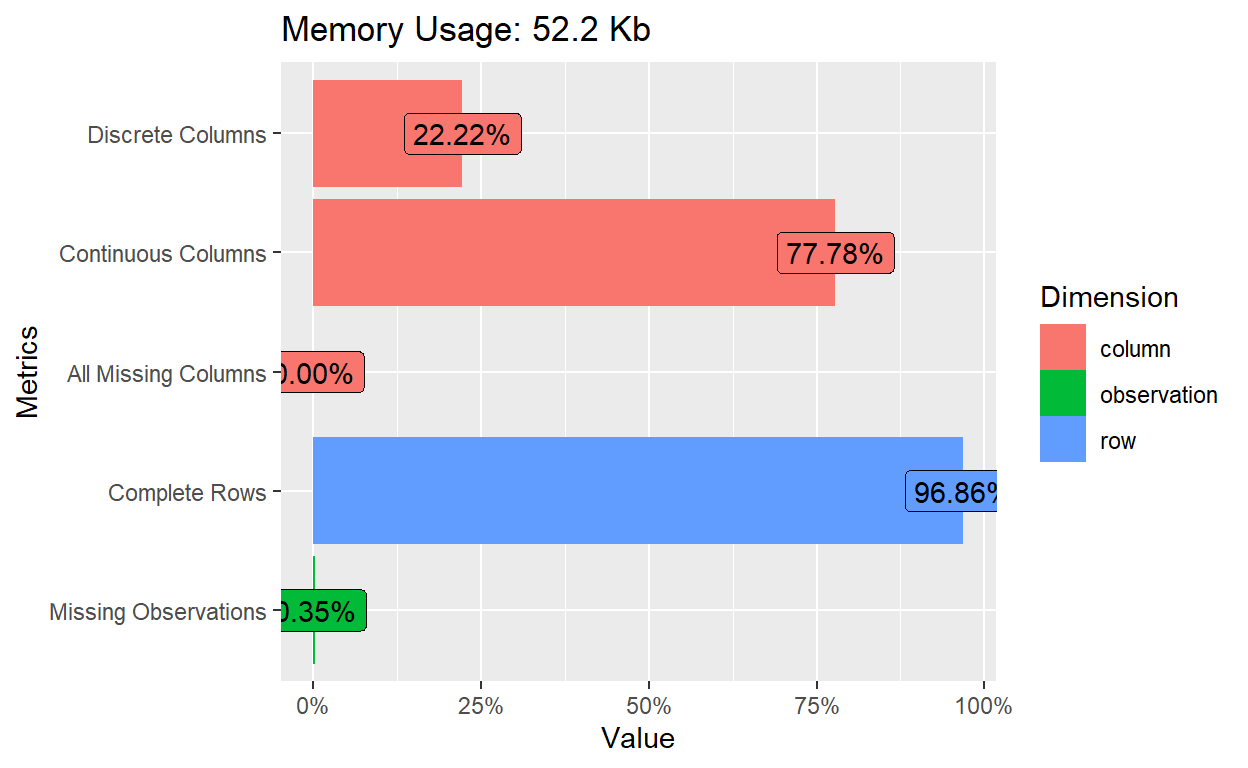 Memory Usage: 52.2 Kb
Metrics
Discrete Columns
22.22%
Continuous Columns
77.78%
All Missing Columns
0.00%
Complete Rows
96.86%
Missing Observations
0.35%
0%
25%
50%
75%
100%
Value
Dimension
column
observation
row